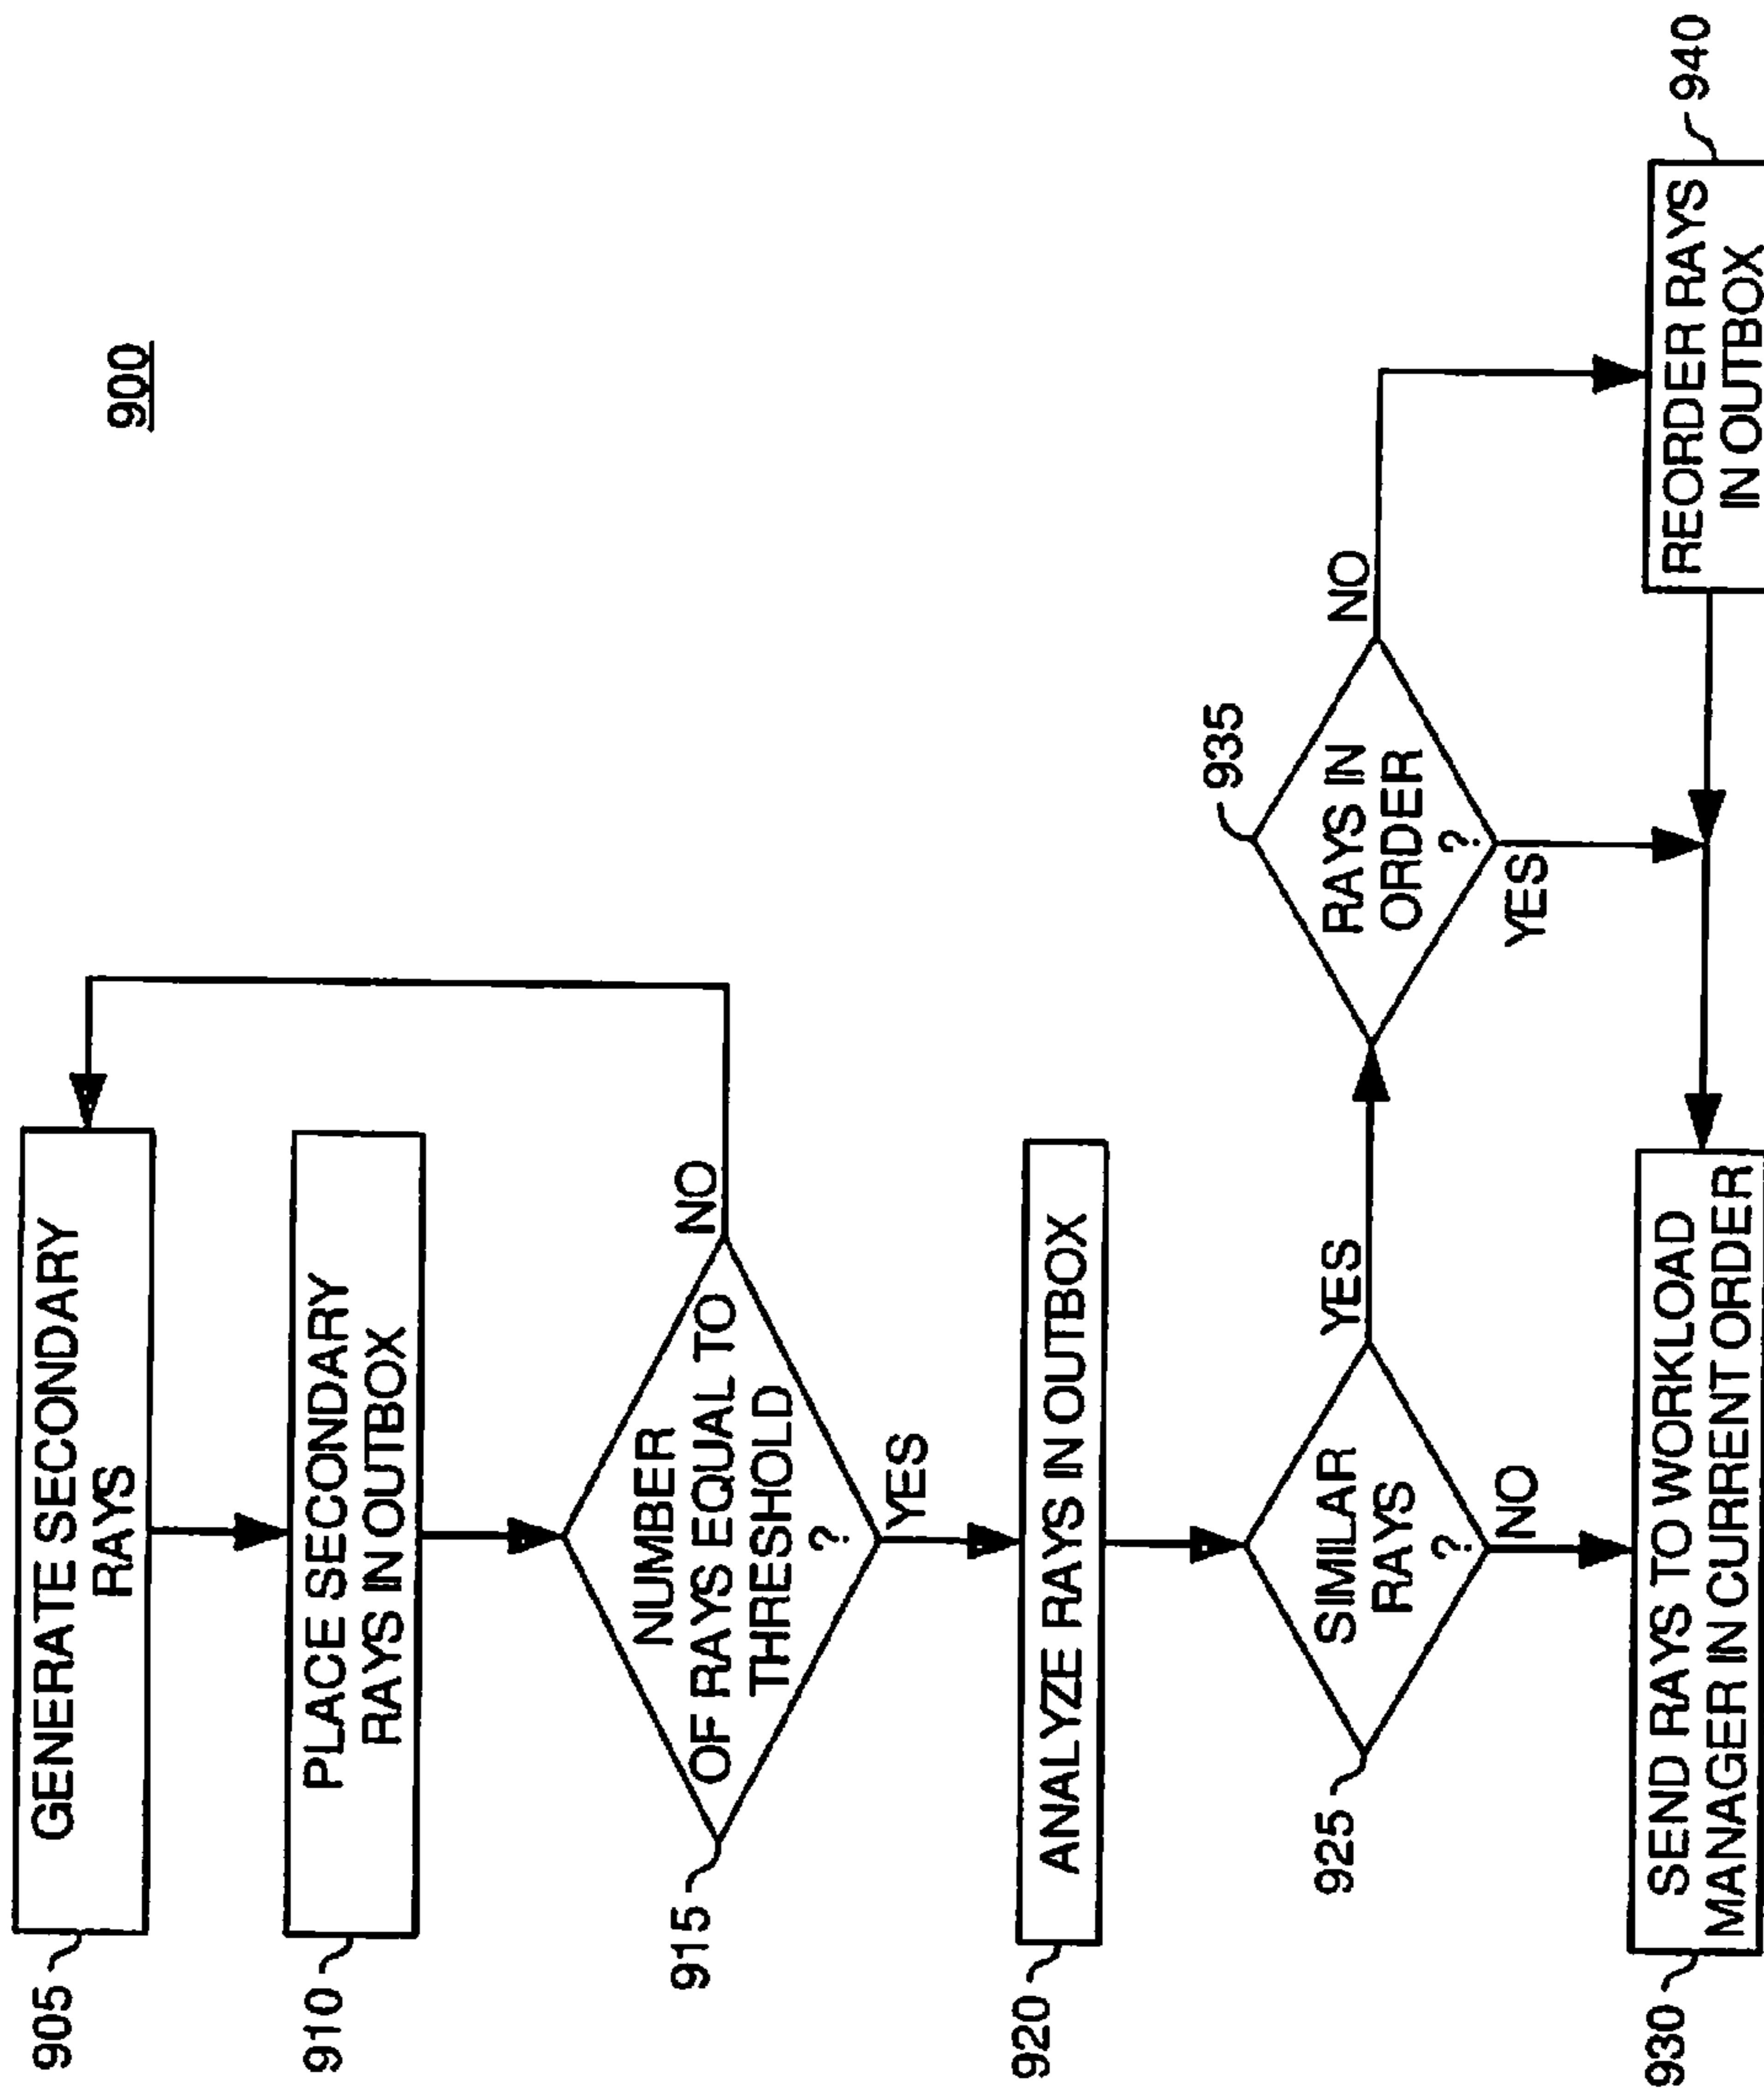 900
905
GENERATE SECONDARY
RAYS
910
PLACE SECONDARY
RAYS IN OUTBOX
915
NUMBER
OF RAYS EQUAL TO
THRESHOLD
?
NO
YES
920
ANALYZE RAYS IN OUTBOX
925
SIMILAR
RAYS
?
YES
NO
935
RAYS IN
ORDER
?
NO
YES
930
SEND RAYS TO WORKLOAD
MANAGER IN CURRENT ORDER
940
REORDER RAYS
IN OUTBOX